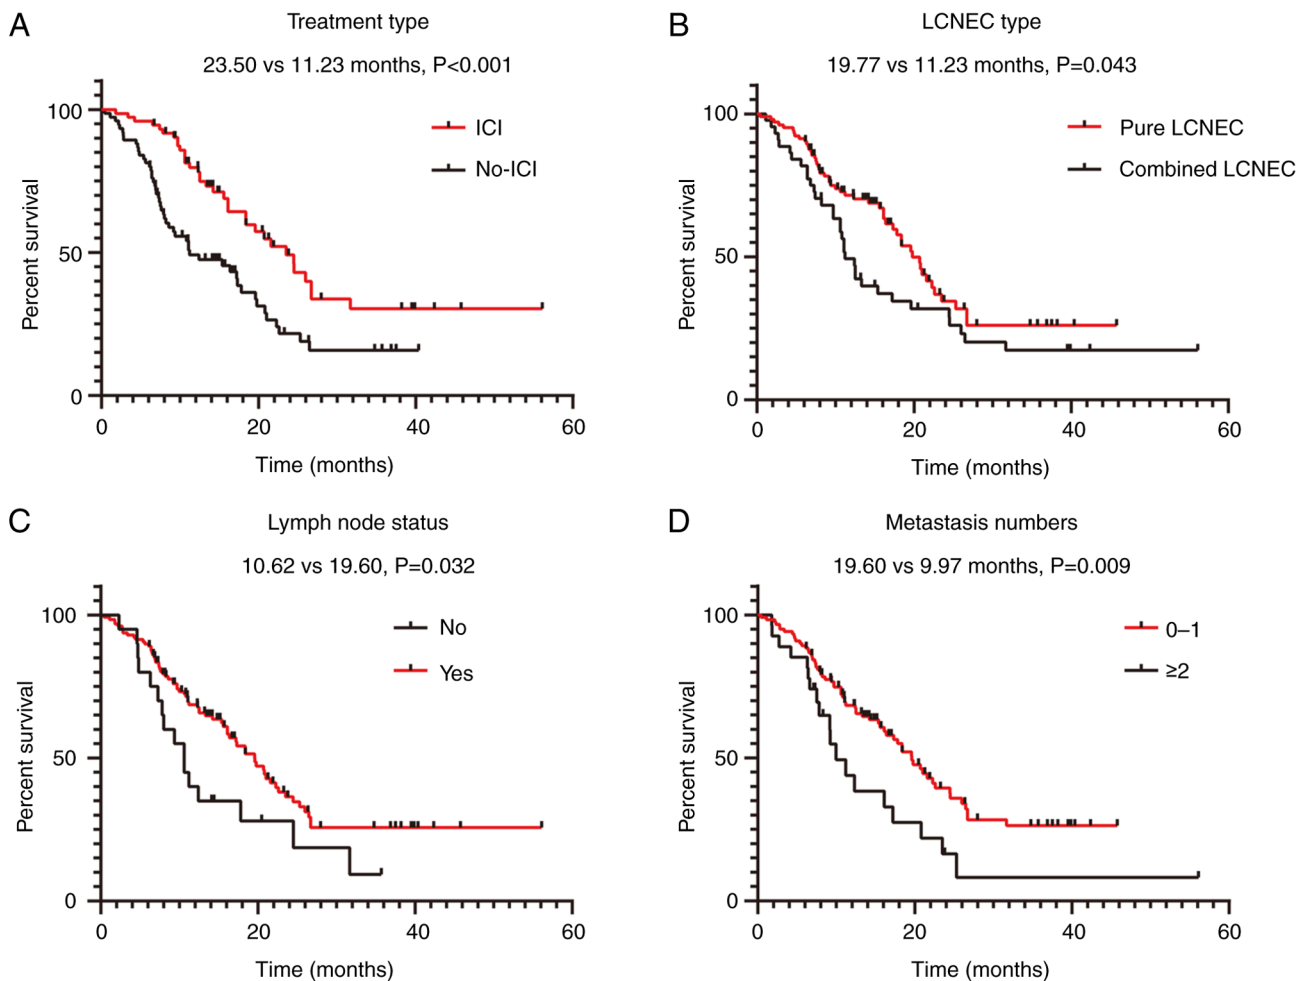 A
Treatment type
23.50 vs 11.23 months, P<0.001
ICI
No-ICI
Percent survival
100
50
0
0 20 40 60
Time (months)
B
LCNEC type
19.77 vs 11.23 months, P=0.043
Pure LCNEC
Combined LCNEC
Percent survival
100
50
0
0 20 40 60
Time (months)
C
Lymph node status
10.62 vs 19.60, P=0.032
No
Yes
Percent survival
100
50
0
0 20 40 60
Time (months)
D
Metastasis numbers
19.60 vs 9.97 months, P=0.009
0–1
≥2
Percent survival
100
50
0
0 20 40 60
Time (months)